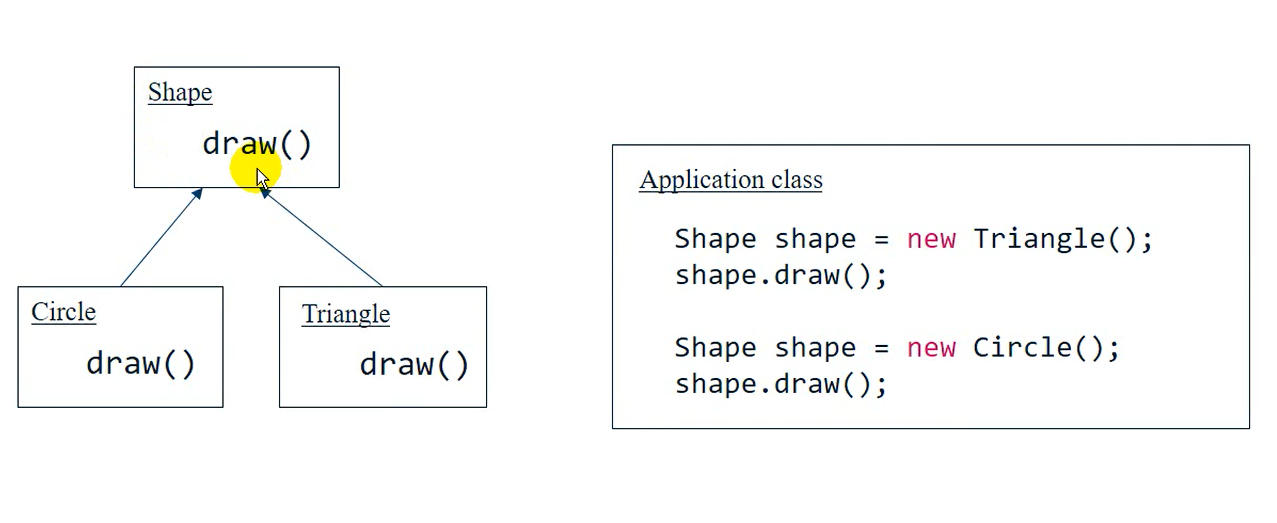 Shape
draw()
Circle
draw()
Triangle
draw()
Application class
Shape shape = new Triangle();
shape.draw();
Shape shape = new Circle();
shape.draw();